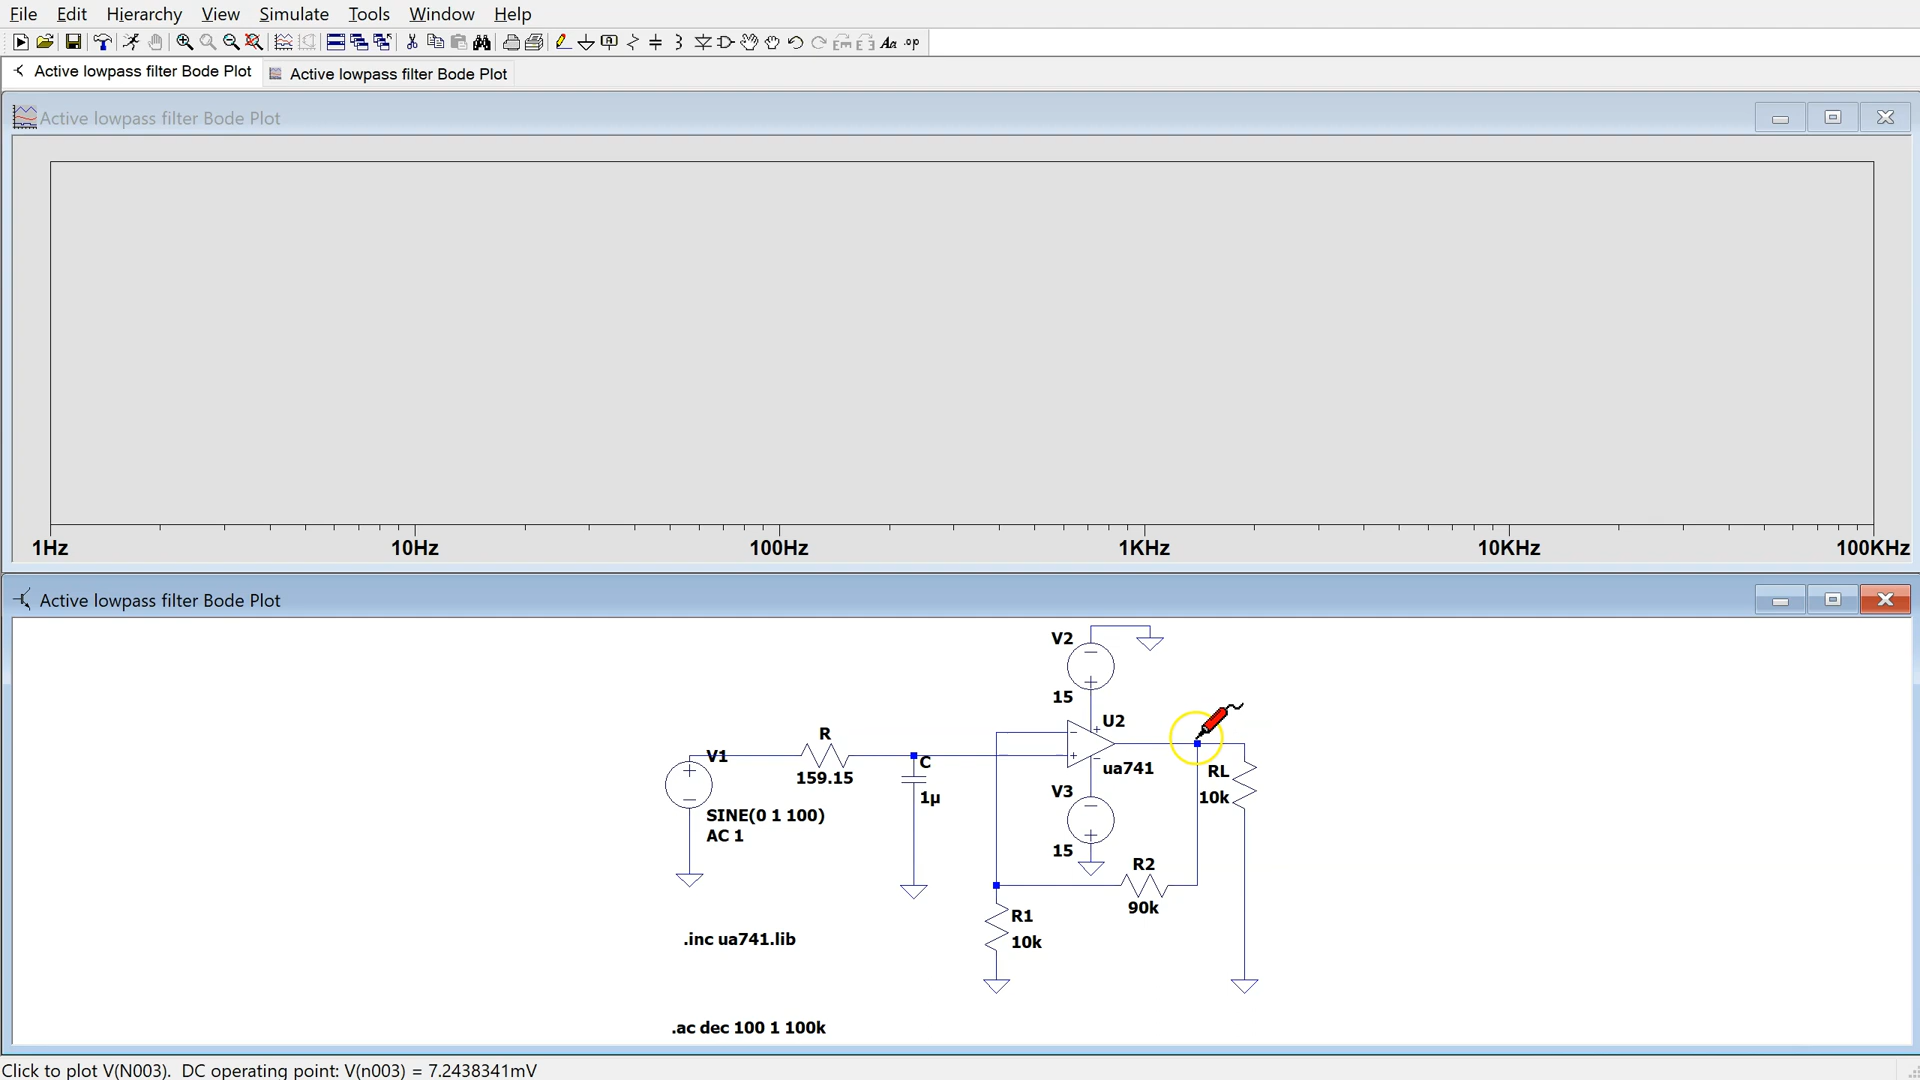 File Edit Hierarchy View Simulate Tools Window Help
Active lowpass filter Bode Plot Active lowpass filter Bode Plot
Active lowpass filter Bode Plot
1Hz 10Hz 100Hz 1KHz 10KHz 100KHz
Active lowpass filter Bode Plot
V2
15
U2
ua741
V1
SINE(0 1 100)
AC 1
R
159.15
C
1µ
V3
15
RL
10k
R2
90k
R1
10k
.inc ua741.lib
.ac dec 100 1 100k
Click to plot V(N003). DC operating point: V(n003) = 7.2438341mV